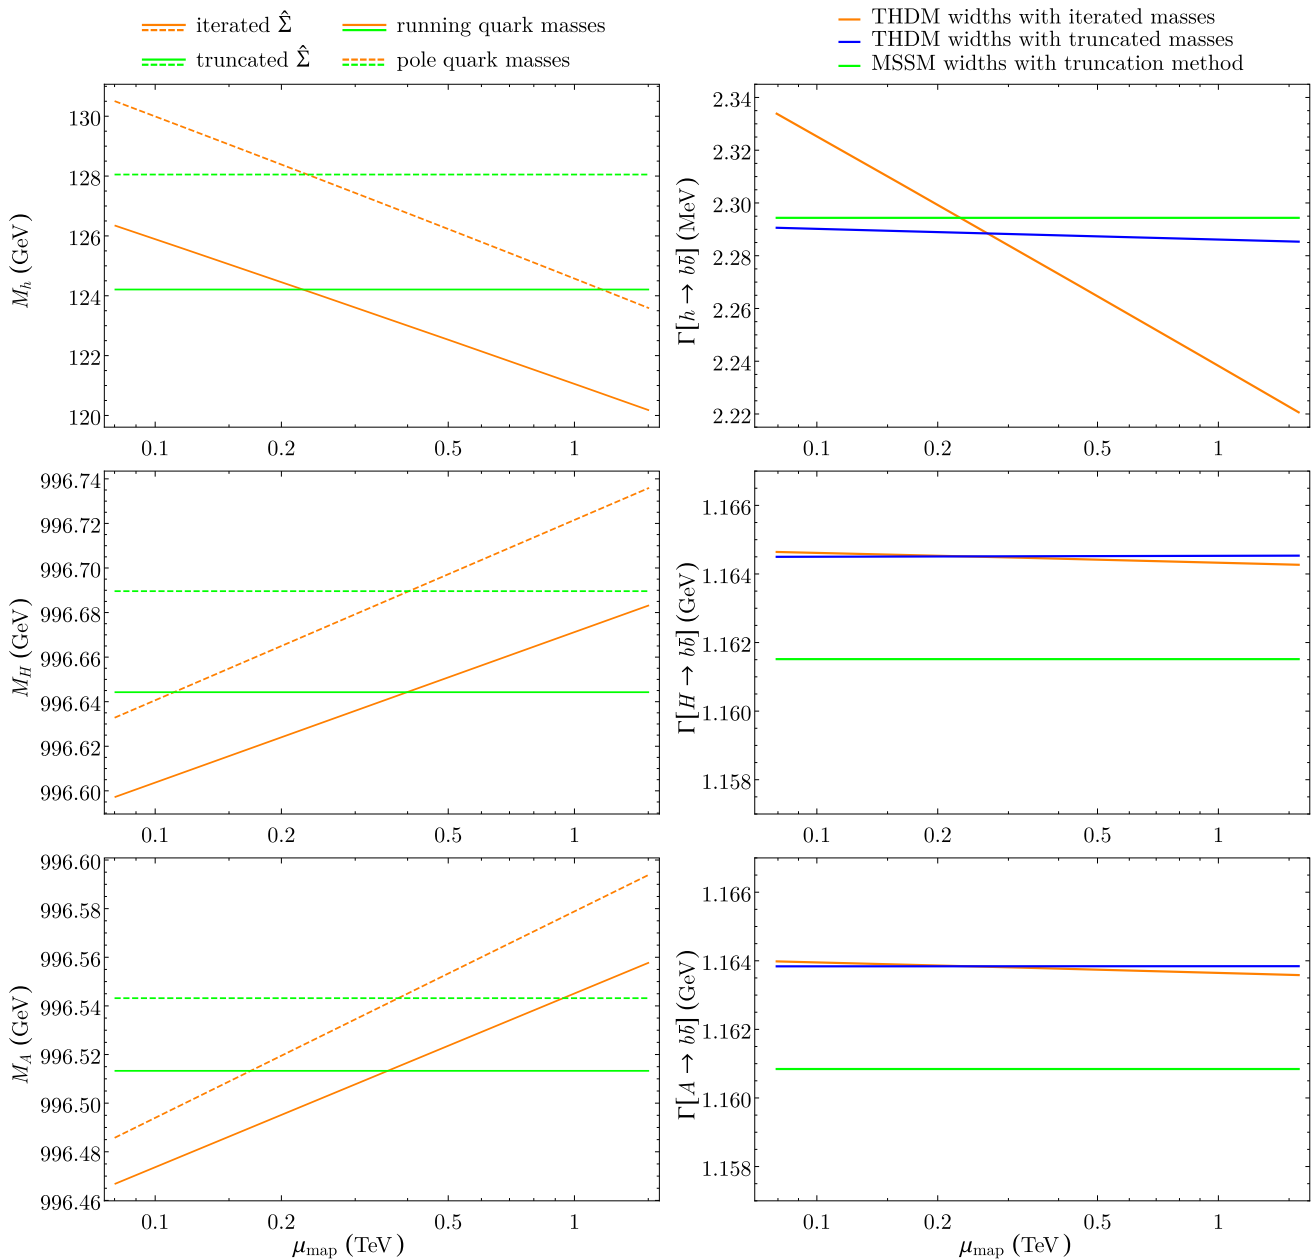 iterated Σ̂
running quark masses
truncated Σ̂
pole quark masses
THDM widths with iterated masses
THDM widths with truncated masses
MSSM widths with truncation method
M_h (GeV)
130
128
126
124
122
120
0.1 0.2 0.5 1
Γ[h → bb̄] (MeV)
2.34
2.32
2.30
2.28
2.26
2.24
2.22
0.1 0.2 0.5 1
M_H (GeV)
996.74
996.72
996.70
996.68
996.66
996.64
996.62
996.60
0.1 0.2 0.5 1
Γ[H → bb̄] (GeV)
1.166
1.164
1.162
1.160
1.158
0.1 0.2 0.5 1
M_A (GeV)
996.60
996.58
996.56
996.54
996.52
996.50
996.48
996.46
0.1 0.2 0.5 1
μ_map (TeV)
Γ[A → bb̄] (GeV)
1.166
1.164
1.162
1.160
1.158
0.1 0.2 0.5 1
μ_map (TeV)